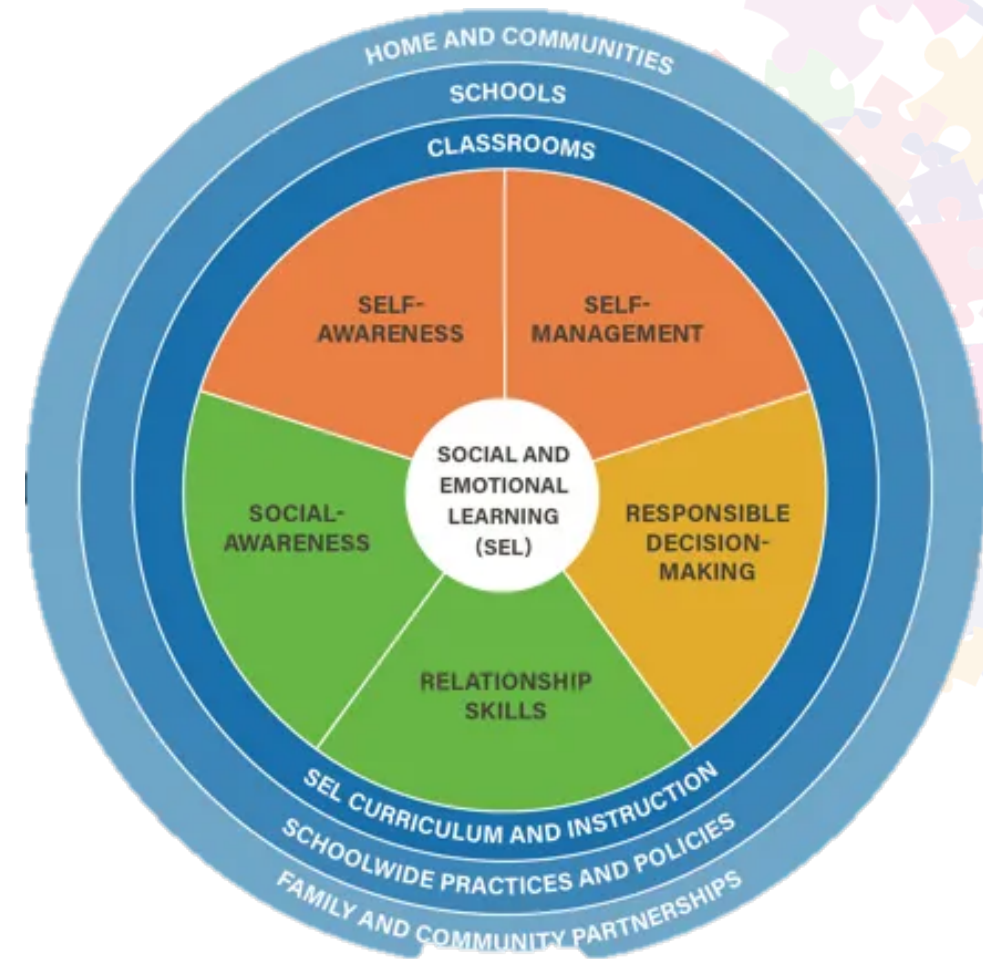 HOME AND COMMUNITIES
SCHOOLS
CLASSROOMS
SELF-
AWARENESS
SELF-
MANAGEMENT
SOCIAL AND
EMOTIONAL
LEARNING
(SEL)
SOCIAL-
AWARENESS
RESPONSIBLE
DECISION-
MAKING
RELATIONSHIP
SKILLS
SEL CURRICULUM AND INSTRUCTION
SCHOOLWIDE PRACTICES AND POLICIES
FAMILY AND COMMUNITY PARTNERSHIPS